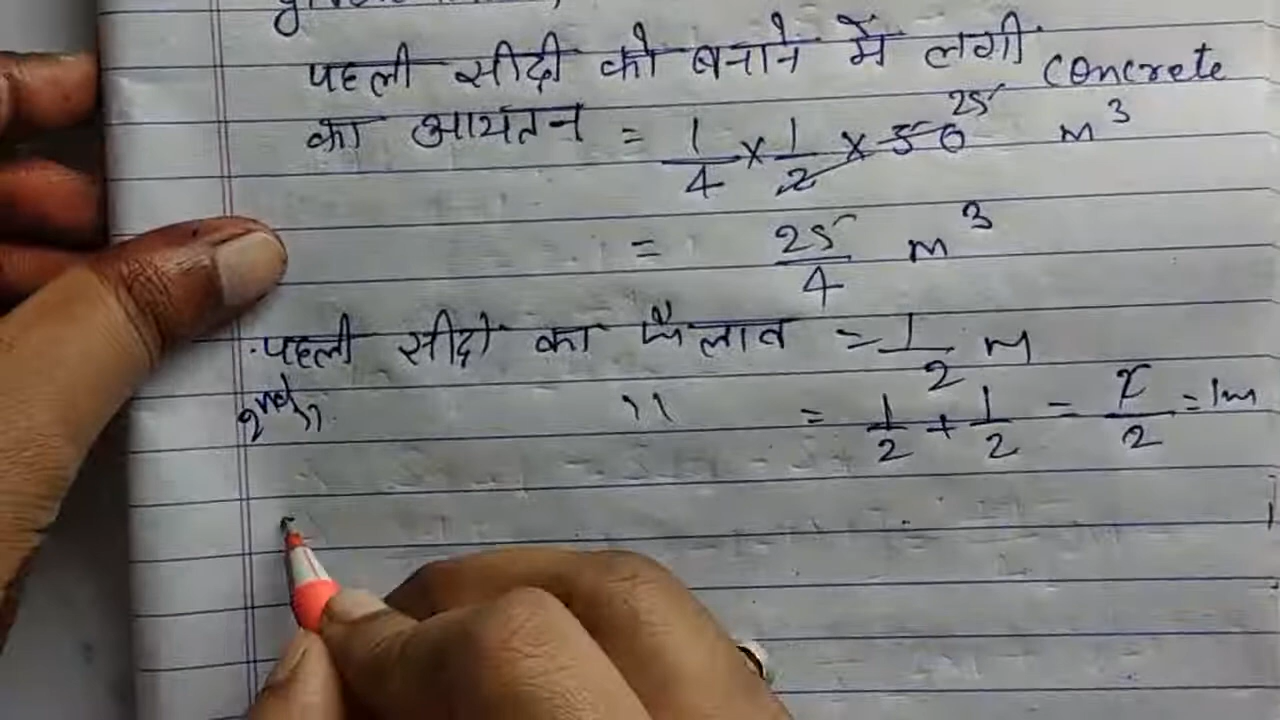 पहली सीढ़ी को बनाने में लगी concrete
का आयतन = 1/4 × 1/2 × 50 25 m³
= 25/4 m³
पहली सीढ़ी का फैलाव = 1/2 m
2nd ,, ,, = 1/2 + 1/2 = 2/2 = 1m